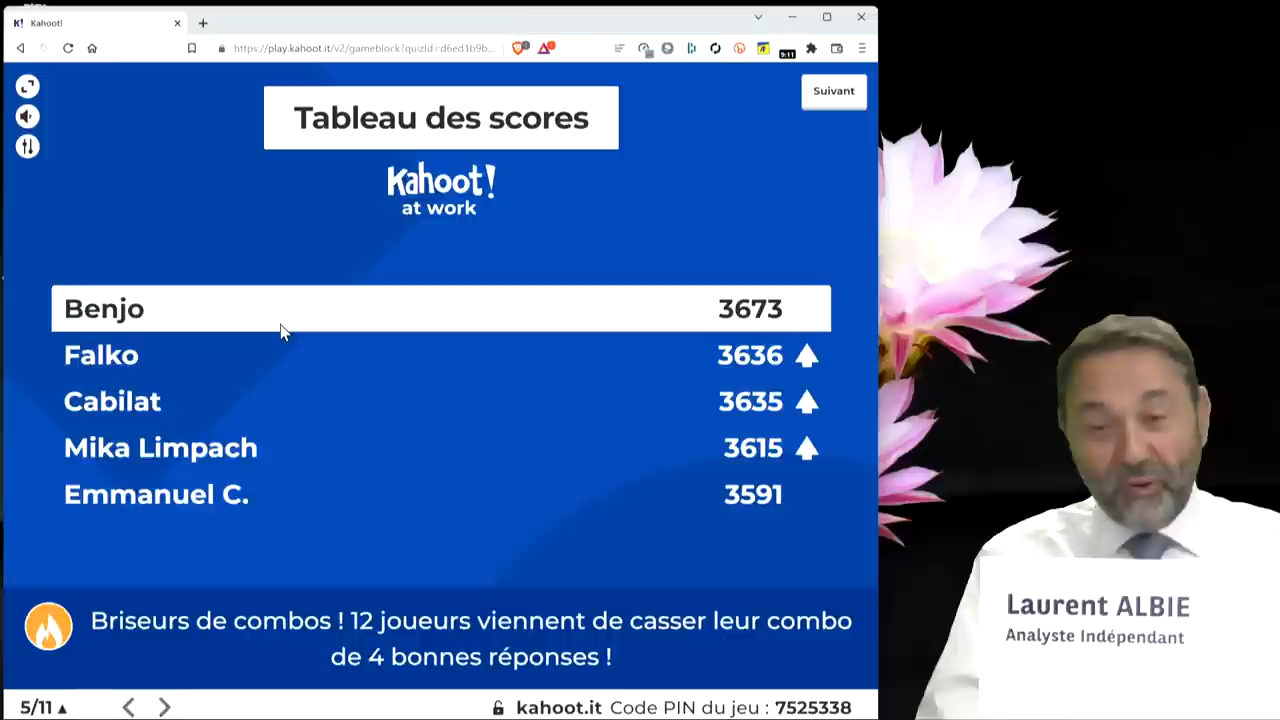 K! Kahoot!
https://play.kahoot.it/v2/gameblock?quizId=d6ed1b9b...
9:11
Suivant
Tableau des scores
Kahoot!
at work
Benjo 3673
Falko 3636
Cabilat 3635
Mika Limpach 3615
Emmanuel C. 3591
Briseurs de combos ! 12 joueurs viennent de casser leur combo
de 4 bonnes réponses !
5/11 kahoot.it Code PIN du jeu : 7525338
Laurent ALBIE
Analyste Indépendant